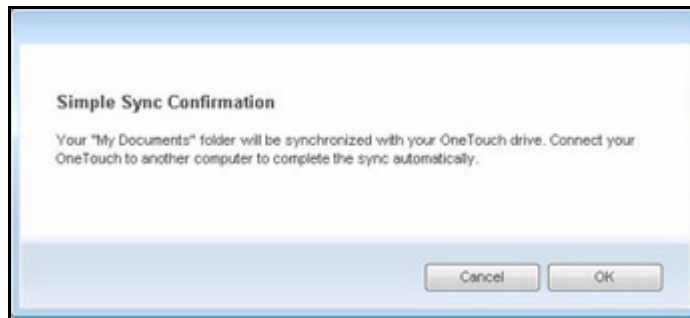 Simple Sync Confirmation
Your "My Documents" folder will be synchronized with your OneTouch drive. Connect your
OneTouch to another computer to complete the sync automatically.
Cancel
OK